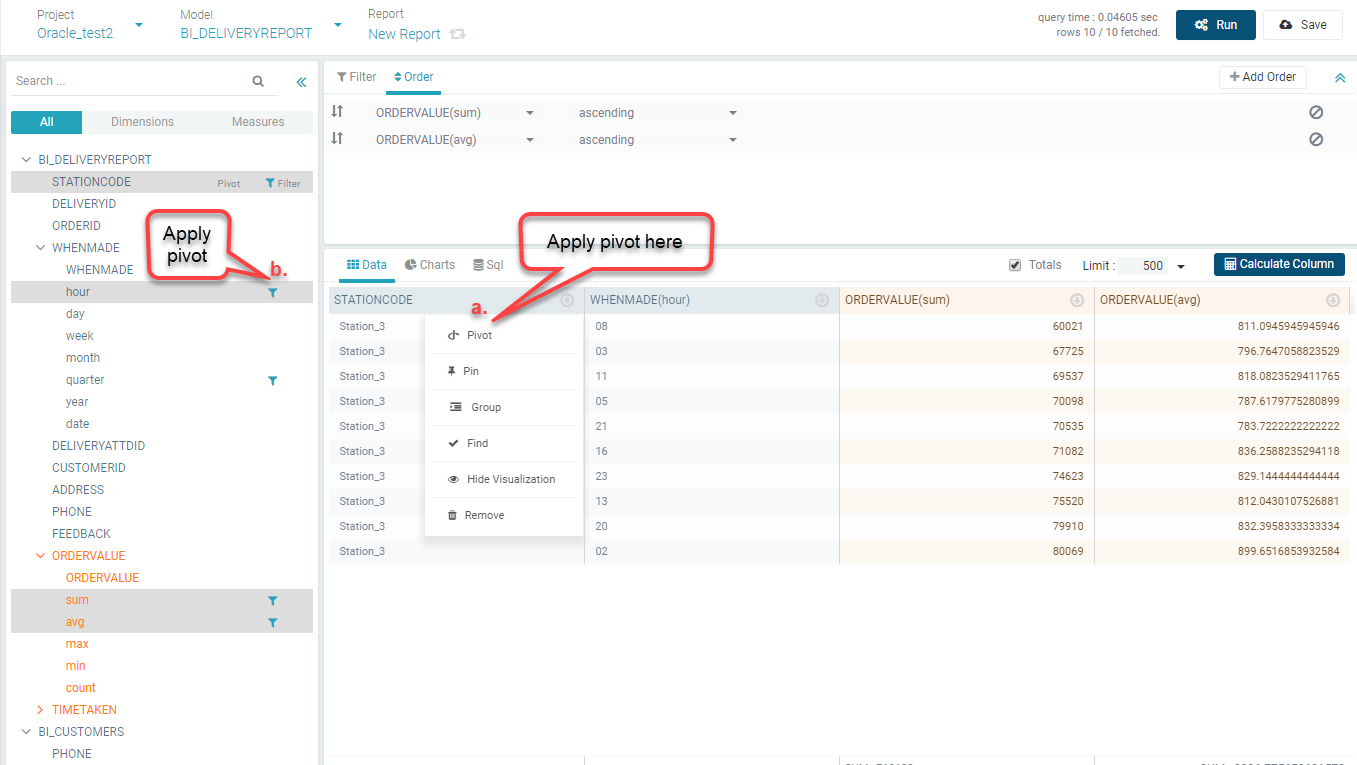 Project
Oracle_test2
Model
BI_DELIVERYREPORT
Report
New Report
query time : 0.04605 sec
rows 10 / 10 fetched.
Run
Save
Search ...
All
Dimensions
Measures
BI_DELIVERYREPORT
STATIONCODE Pivot Filter
DELIVERYID
ORDERID
WHENMADE
WHENMADE
hour
day
week
month
quarter
year
date
DELIVERYATTDID
CUSTOMERID
ADDRESS
PHONE
FEEDBACK
ORDERVALUE
ORDERVALUE
sum
avg
max
min
count
TIMETAKEN
BI_CUSTOMERS
PHONE
Apply
pivot
b.
Filter Order Add Order
ORDERVALUE(sum) ascending
ORDERVALUE(avg) ascending
Apply pivot here
a.
Data Charts Sql Totals Limit : 500 Calculate Column
STATIONCODE WHENMADE(hour) ORDERVALUE(sum) ORDERVALUE(avg)
Station_3 08 60021 811.0945945945946
Station_3 03 67725 796.7647058823529
Station_3 11 69537 818.0823529411765
Station_3 05 70098 787.6179775280899
Station_3 21 70535 783.7222222222222
Station_3 16 71082 836.2588235294118
Station_3 23 74623 829.1444444444444
Station_3 13 75520 812.0430107526881
Station_3 20 79910 832.3958333333334
Station_3 02 80069 899.6516853932584
Pivot
Pin
Group
Find
Hide Visualization
Remove